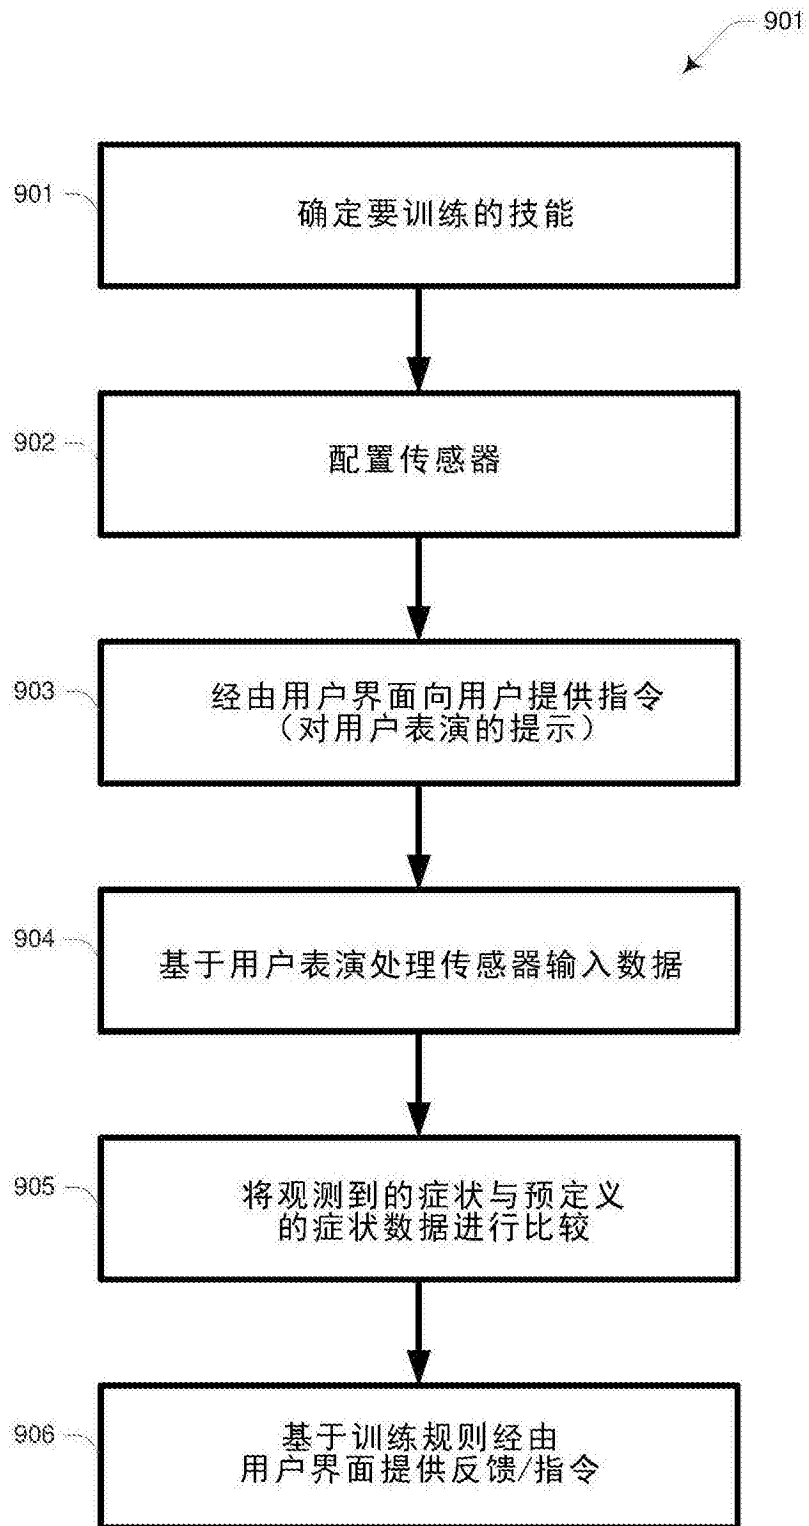 901
901
确定要训练的技能
902
配置传感器
903
经由用户界面向用户提供指令
（对用户表演的提示）
904
基于用户表演处理传感器输入数据
905
将观测到的症状与预定义
的症状数据进行比较
906
基于训练规则经由
用户界面提供反馈/指令